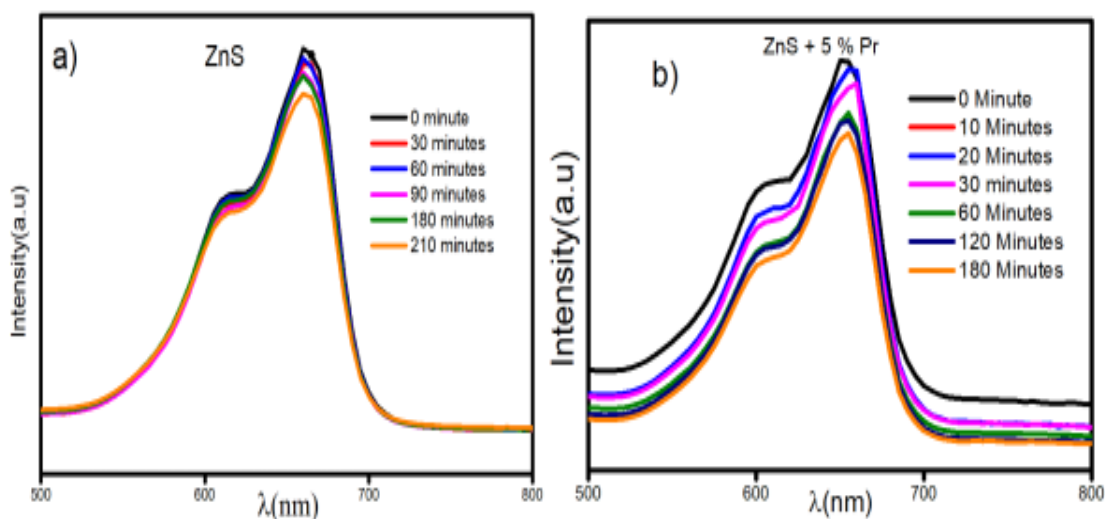 a)
ZnS
0 minute
30 minutes
60 minutes
90 minutes
180 minutes
210 minutes
Intensity(a.u)
500
600
700
800
λ(nm)
b)
ZnS + 5 % Pr
0 Minute
10 Minutes
20 Minutes
30 minutes
60 Minutes
120 Minutes
180 Minutes
Intensity(a.u)
500
600
700
800
λ(nm)